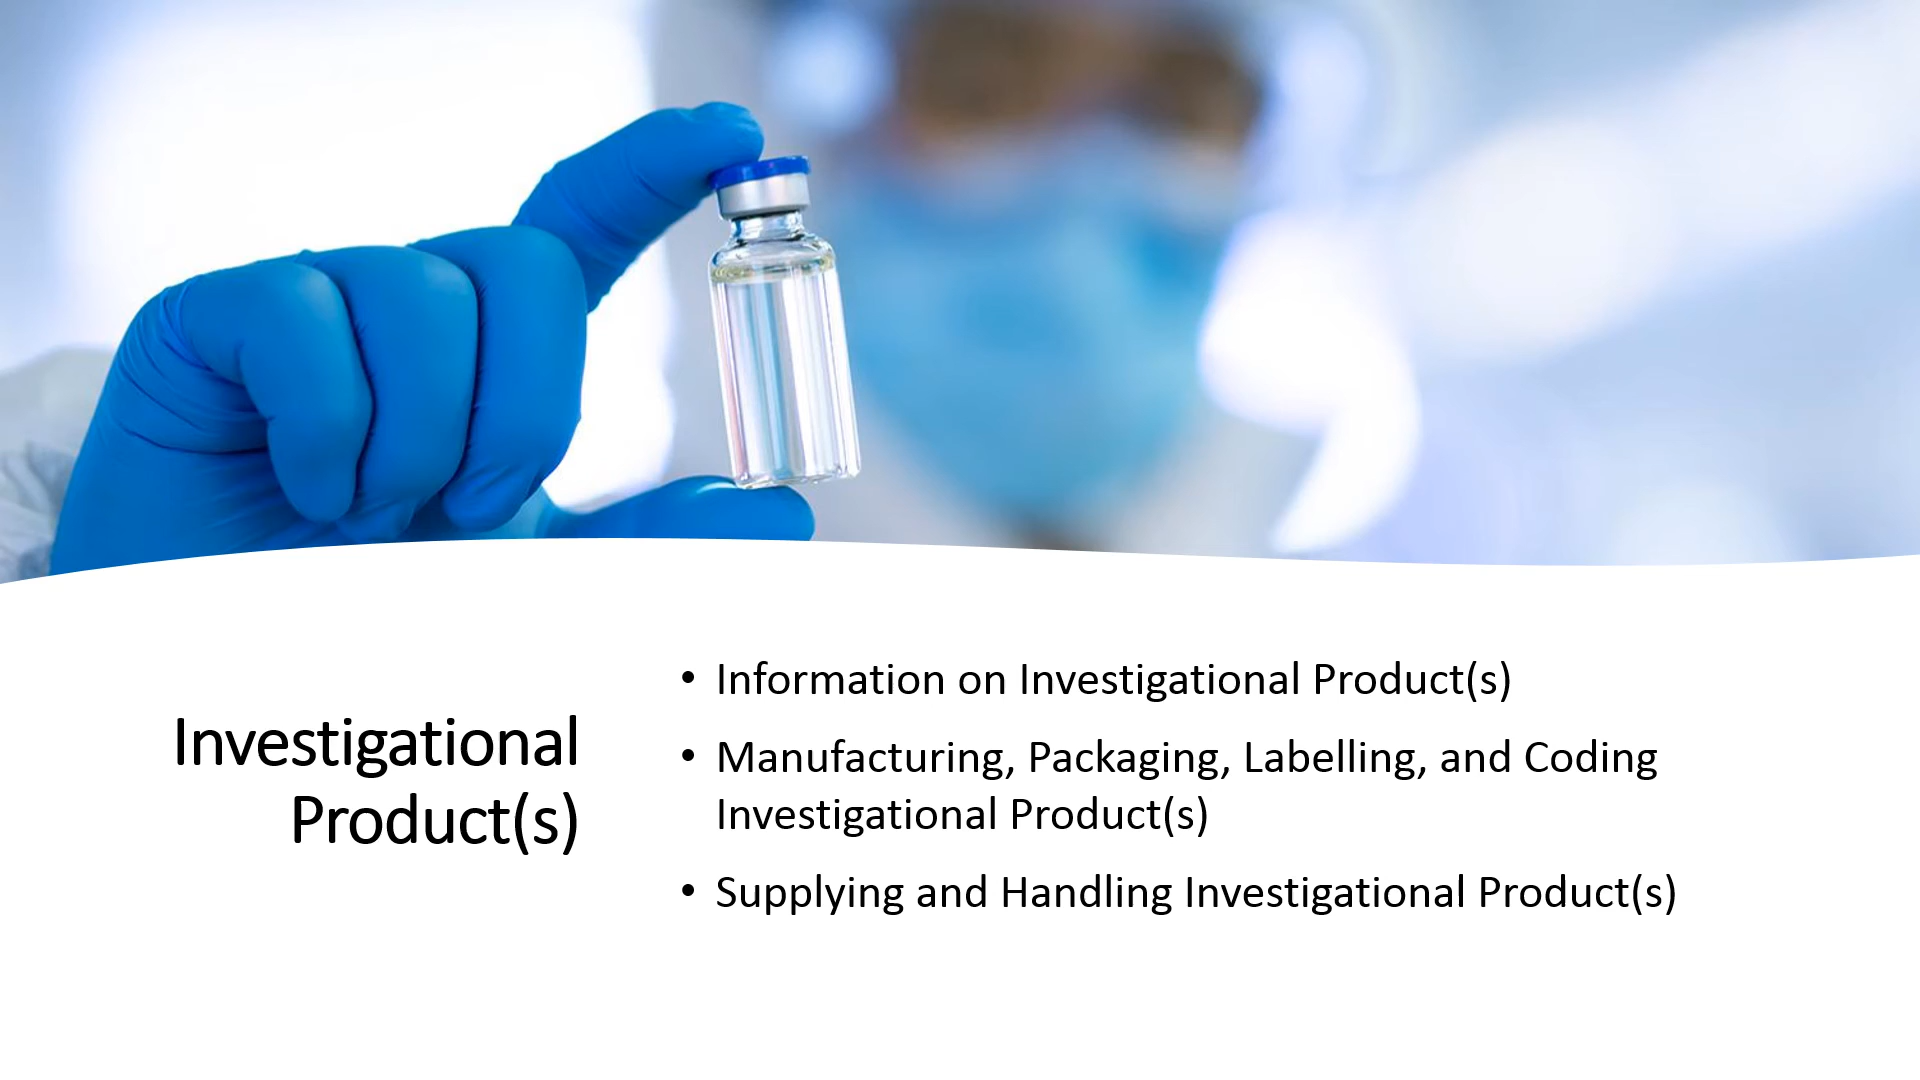 Investigational
Product(s)
• Information on Investigational Product(s)
• Manufacturing, Packaging, Labelling, and Coding
Investigational Product(s)
• Supplying and Handling Investigational Product(s)